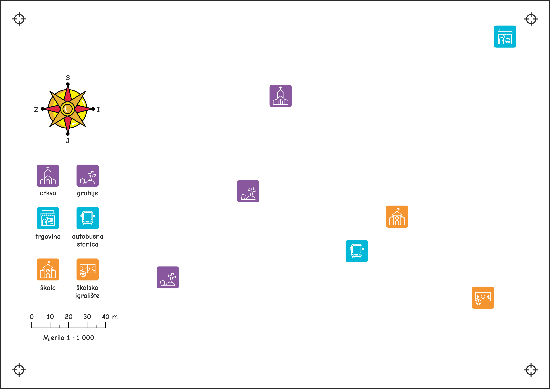 S
Z I
J
crkva groblje
trgovina autobusna
stanica
škola školsko
igralište
0 10 20 30 40 m
Mjerilo 1 : 1 000